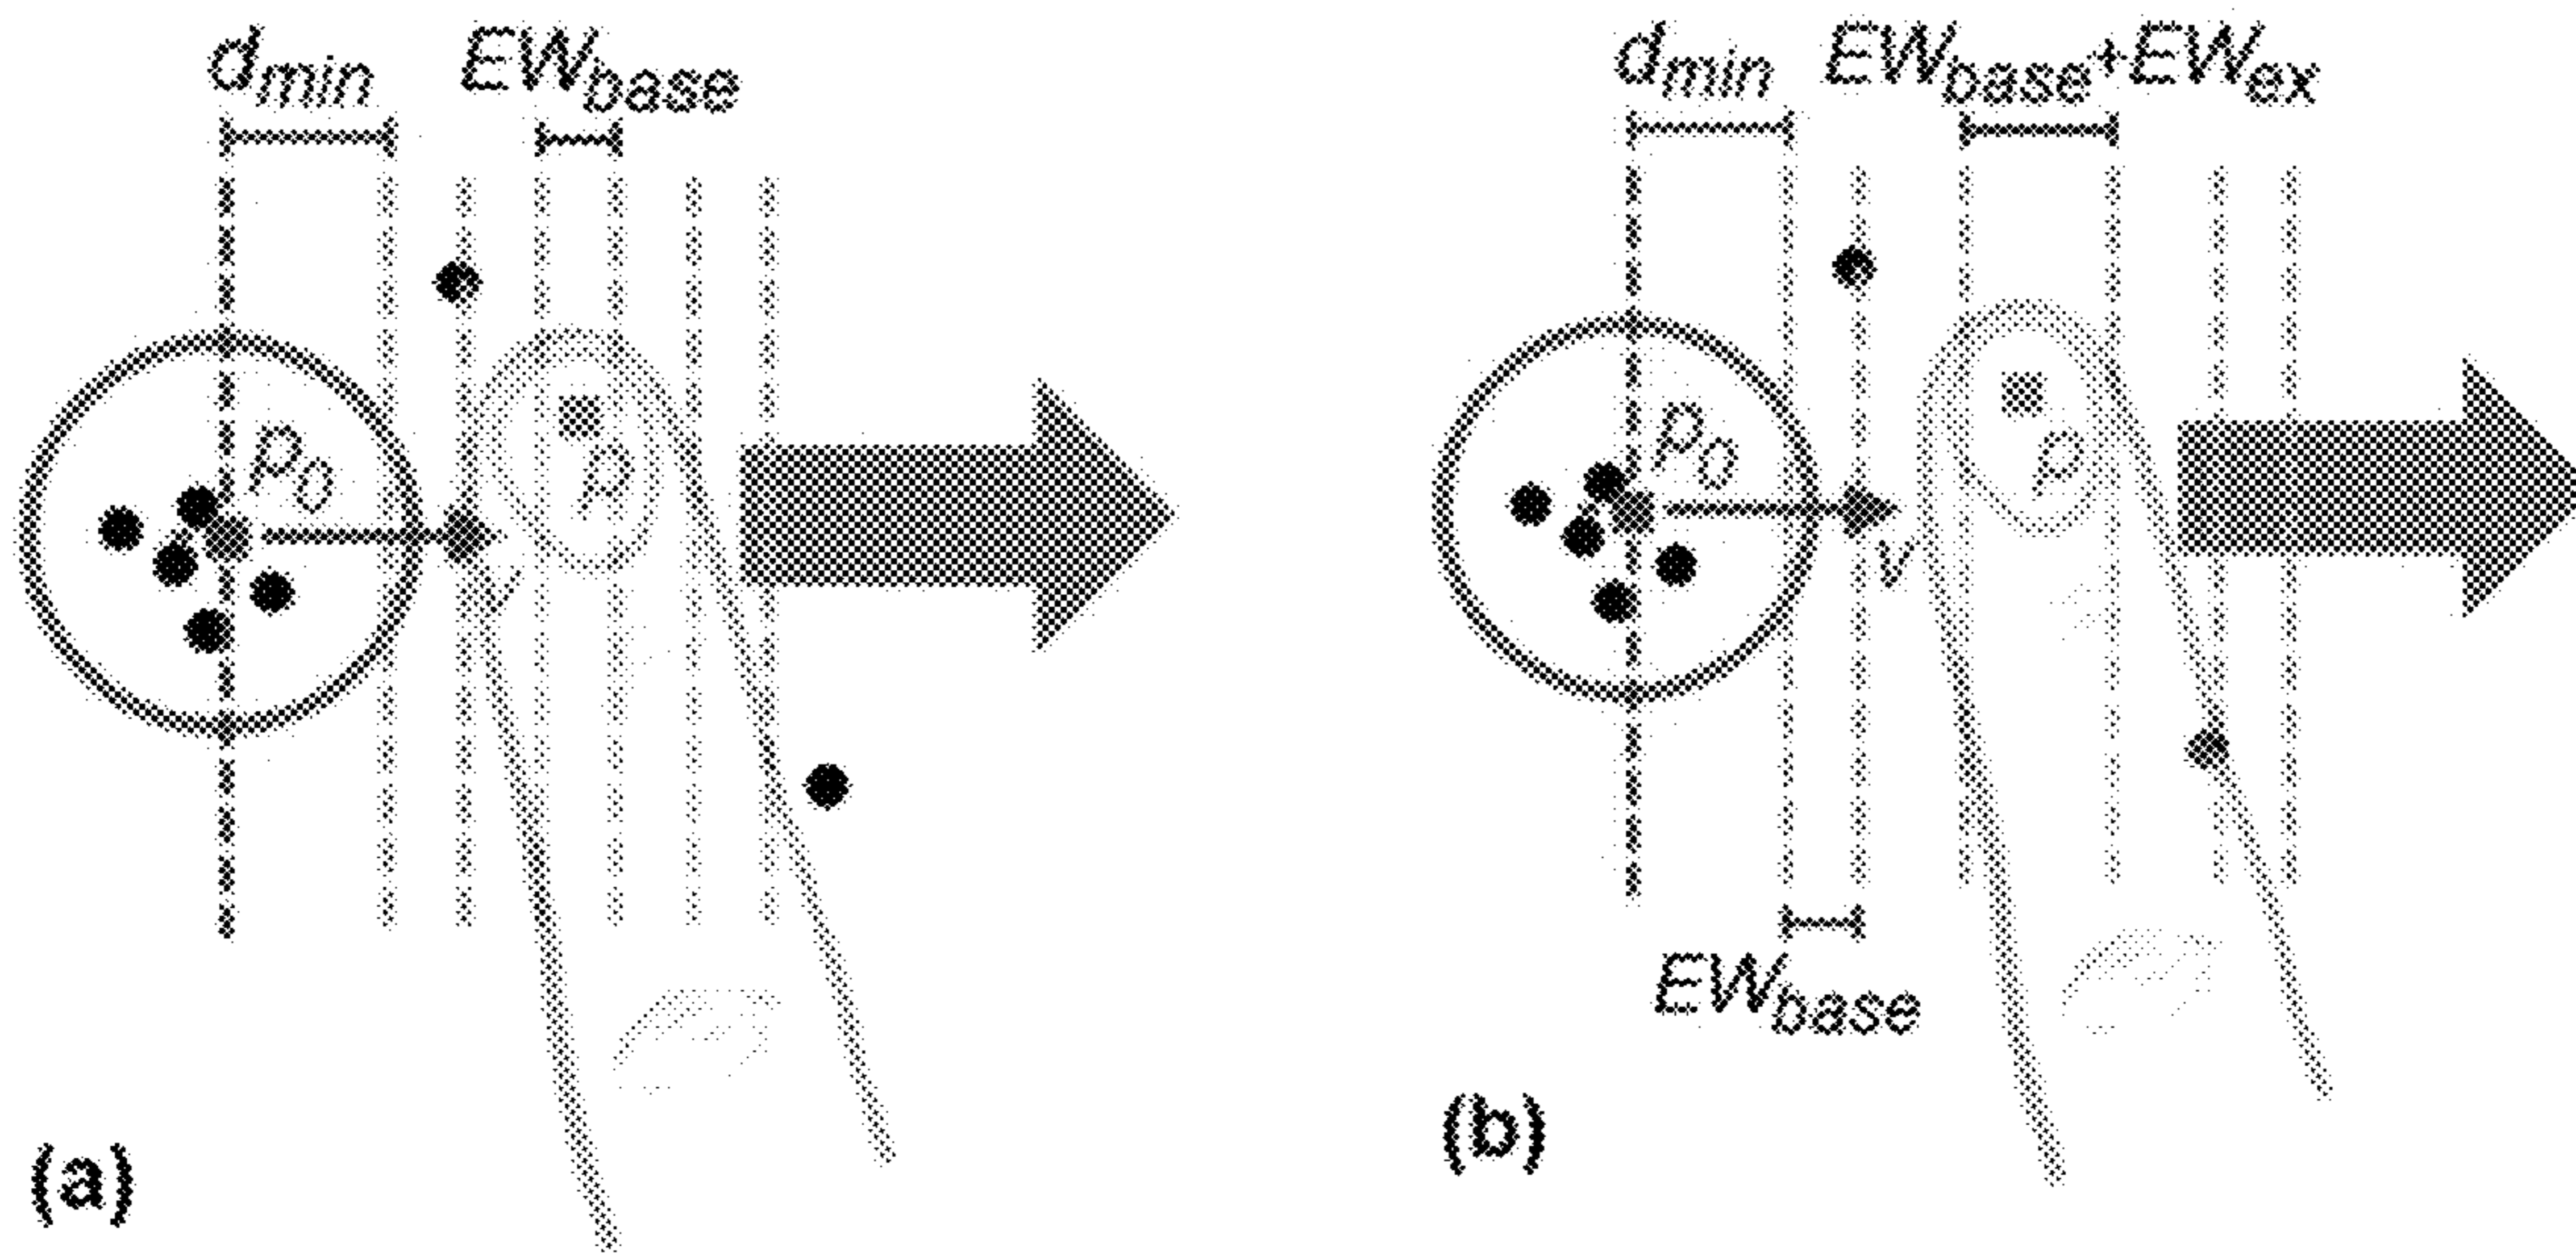 d_min EW_base
p_0
p
v
(a)
d_min EW_base+EW_ex
p_0
p
v
EW_base
(b)